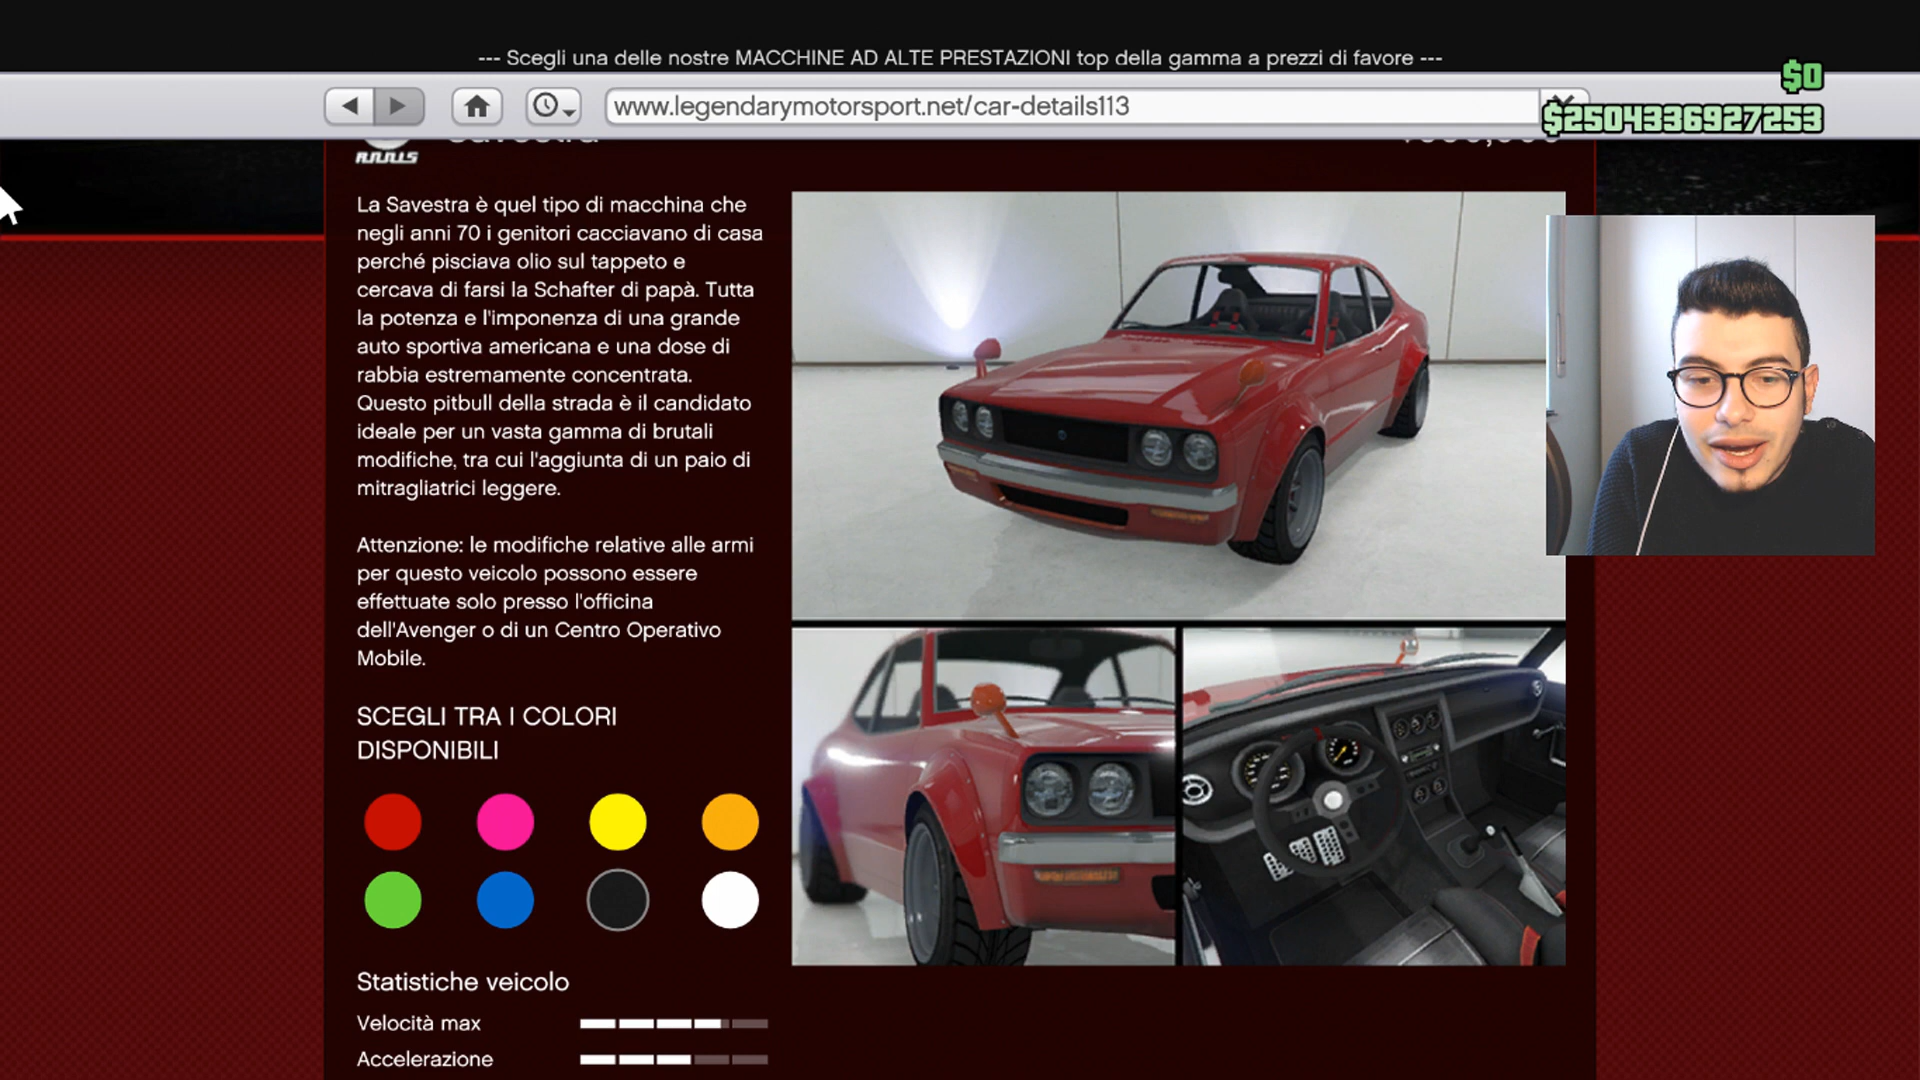 --- Scegli una delle nostre MACCHINE AD ALTE PRESTAZIONI top della gamma a prezzi di favore ---
$0
www.legendarymotorsport.net/car-details113
$2504336927253
ANNIS
Savestra
La Savestra è quel tipo di macchina che
negli anni 70 i genitori cacciavano di casa
perché pisciava olio sul tappeto e
cercava di farsi la Schafter di papà. Tutta
la potenza e l'imponenza di una grande
auto sportiva americana e una dose di
rabbia estremamente concentrata.
Questo pitbull della strada è il candidato
ideale per un vasta gamma di brutali
modifiche, tra cui l'aggiunta di un paio di
mitragliatrici leggere.
Attenzione: le modifiche relative alle armi
per questo veicolo possono essere
effettuate solo presso l'officina
dell'Avenger o di un Centro Operativo
Mobile.
SCEGLI TRA I COLORI
DISPONIBILI
Statistiche veicolo
Velocità max
Accelerazione